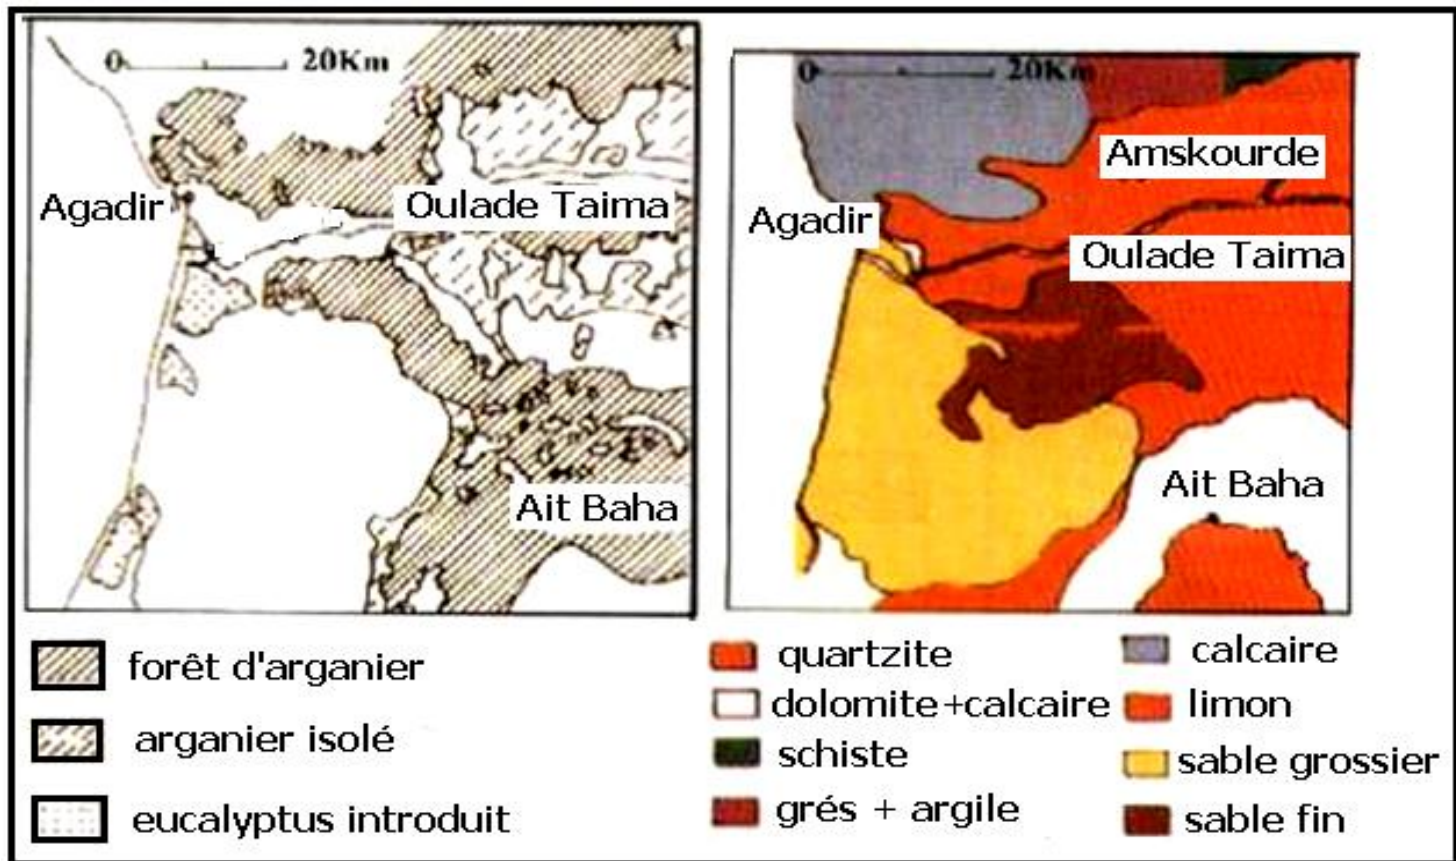 0 20Km
Agadir
Oulade Taima
Ait Baha
forêt d'arganier
arganier isolé
eucalyptus introduit
0 20Km
Amskourde
Agadir
Oulade Taima
Ait Baha
quartzite
dolomite+calcaire
schiste
grés + argile
calcaire
limon
sable grossier
sable fin